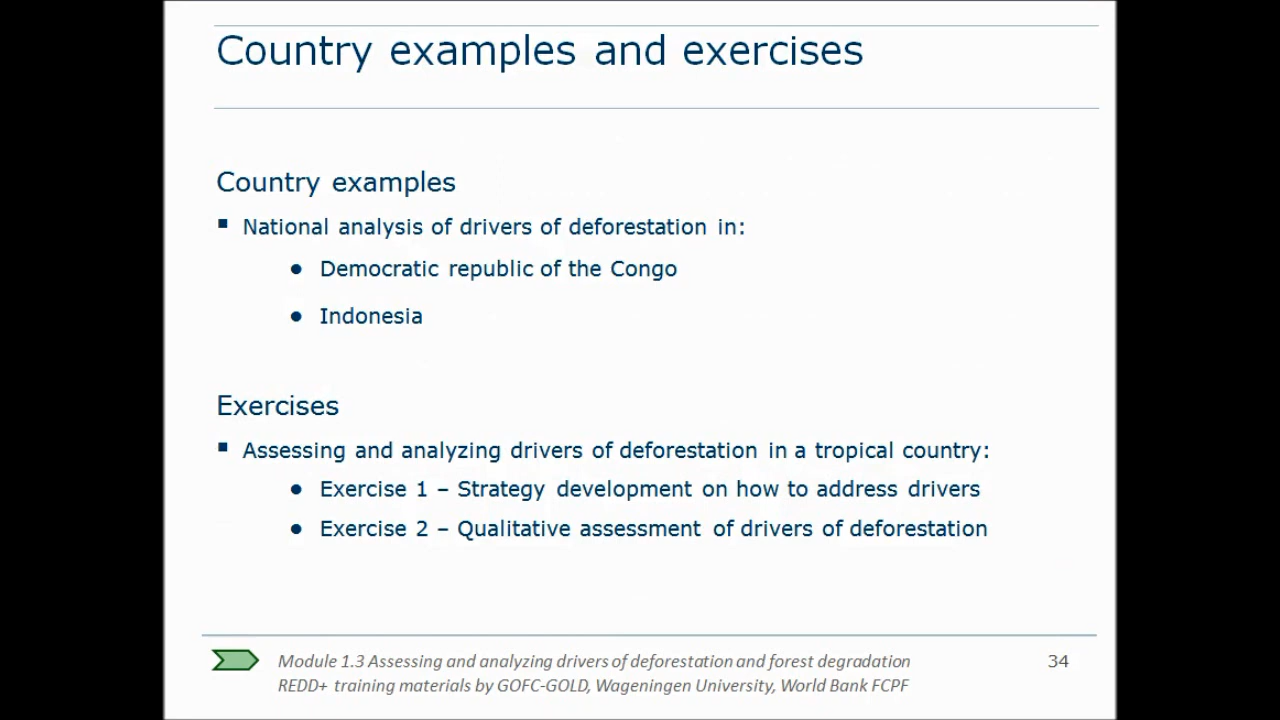 Country examples and exercises
Country examples
▪ National analysis of drivers of deforestation in:
● Democratic republic of the Congo
● Indonesia
Exercises
▪ Assessing and analyzing drivers of deforestation in a tropical country:
● Exercise 1 – Strategy development on how to address drivers
● Exercise 2 – Qualitative assessment of drivers of deforestation
Module 1.3 Assessing and analyzing drivers of deforestation and forest degradation
REDD+ training materials by GOFC-GOLD, Wageningen University, World Bank FCPF
34